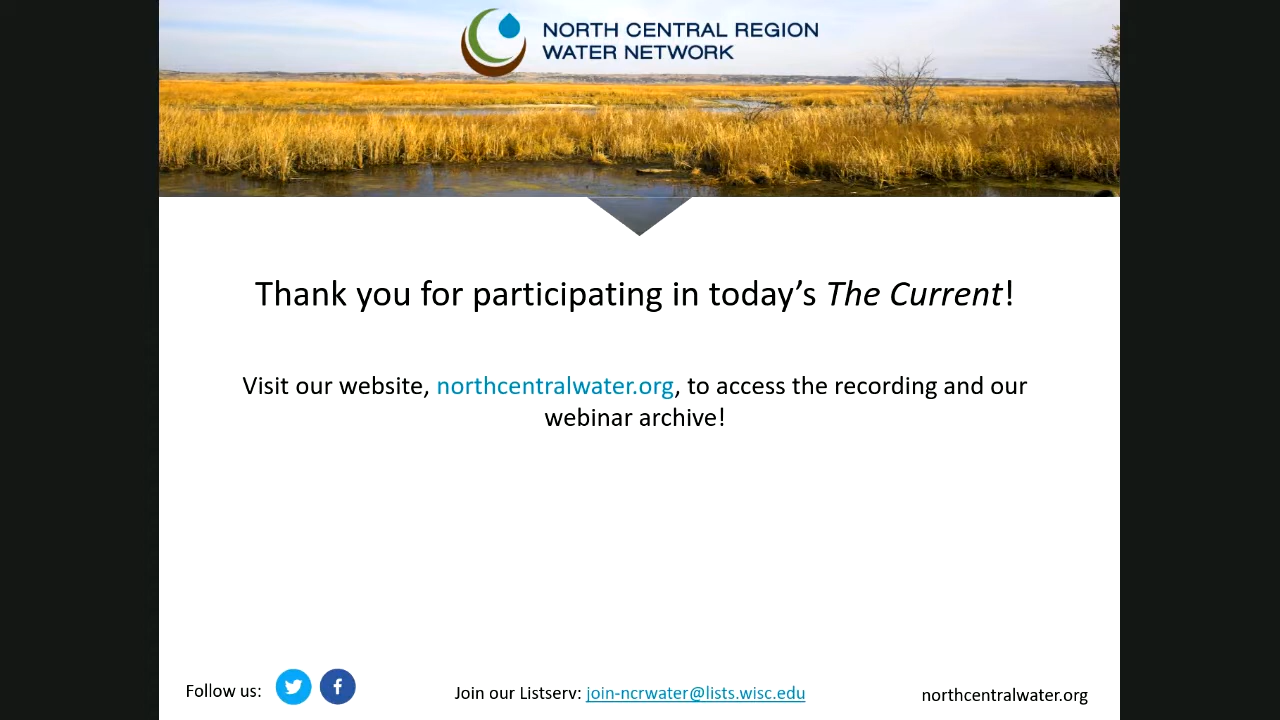 NORTH CENTRAL REGION
WATER NETWORK
Thank you for participating in today’s The Current!
Visit our website, northcentralwater.org, to access the recording and our
webinar archive!
Follow us:
Join our Listserv: join-ncrwater@lists.wisc.edu
northcentralwater.org